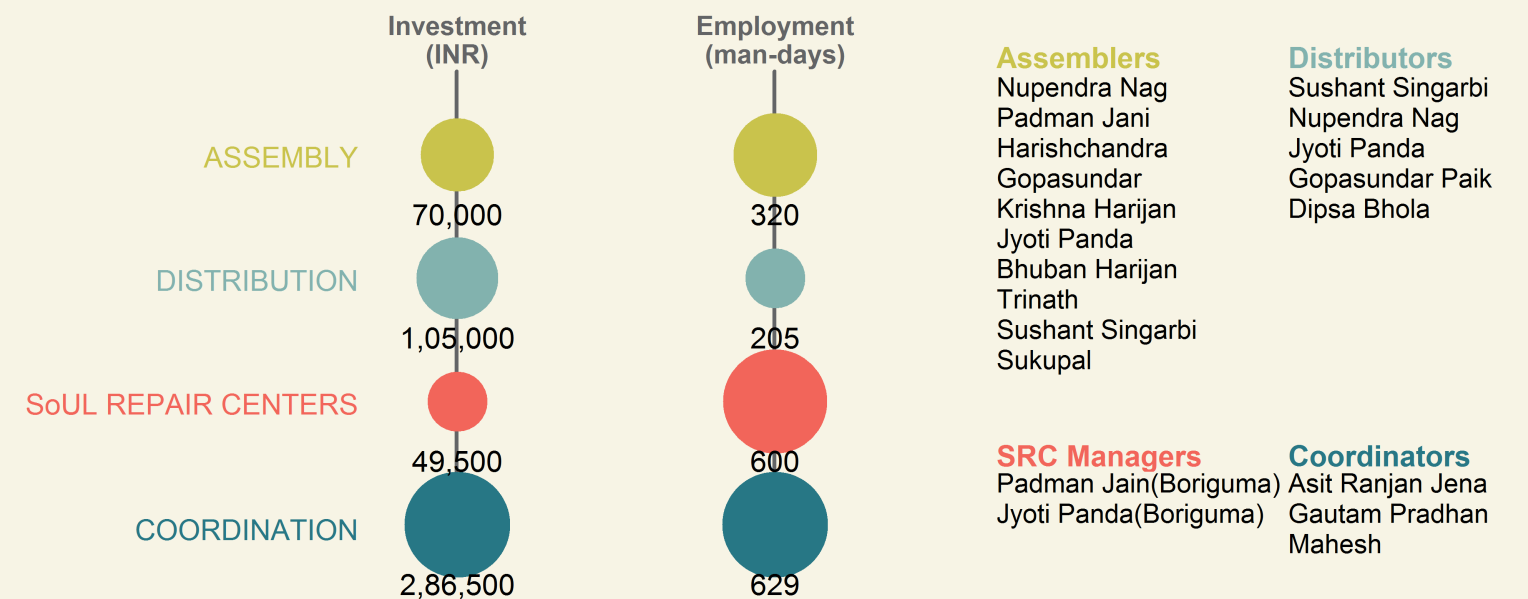 Investment
(INR)
Employment
(man-days)
ASSEMBLY
70,000
320
DISTRIBUTION
1,05,000
205
SoUL REPAIR CENTERS
49,500
600
COORDINATION
2,86,500
629
Assemblers
Nupendra Nag
Padman Jani
Harishchandra
Gopasundar
Krishna Harijan
Jyoti Panda
Bhuban Harijan
Trinath
Sushant Singarbi
Sukupal
Distributors
Sushant Singarbi
Nupendra Nag
Jyoti Panda
Gopasundar Paik
Dipsa Bhola
SRC Managers
Padman Jain(Boriguma)
Jyoti Panda(Boriguma)
Coordinators
Asit Ranjan Jena
Gautam Pradhan
Mahesh